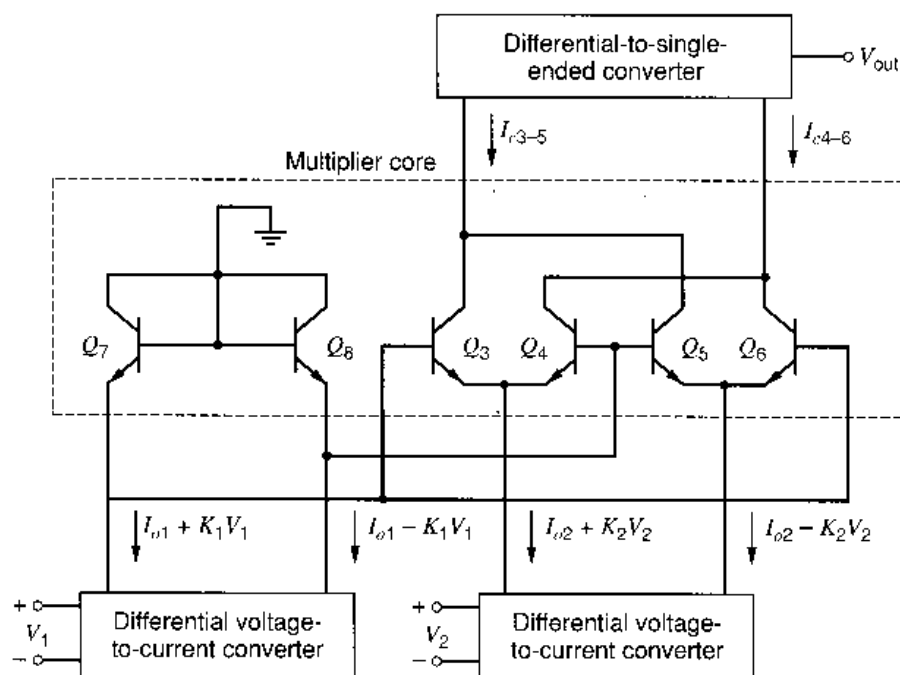 Differential-to-single-
ended converter
V_out
I_c3–5
I_c4–6
Multiplier core
Q_7
Q_8
Q_3
Q_4
Q_5
Q_6
I_o1 + K_1V_1
I_o1 − K_1V_1
I_o2 + K_2V_2
I_o2 − K_2V_2
+
V_1
−
Differential voltage-
to-current converter
+
V_2
−
Differential voltage-
to-current converter